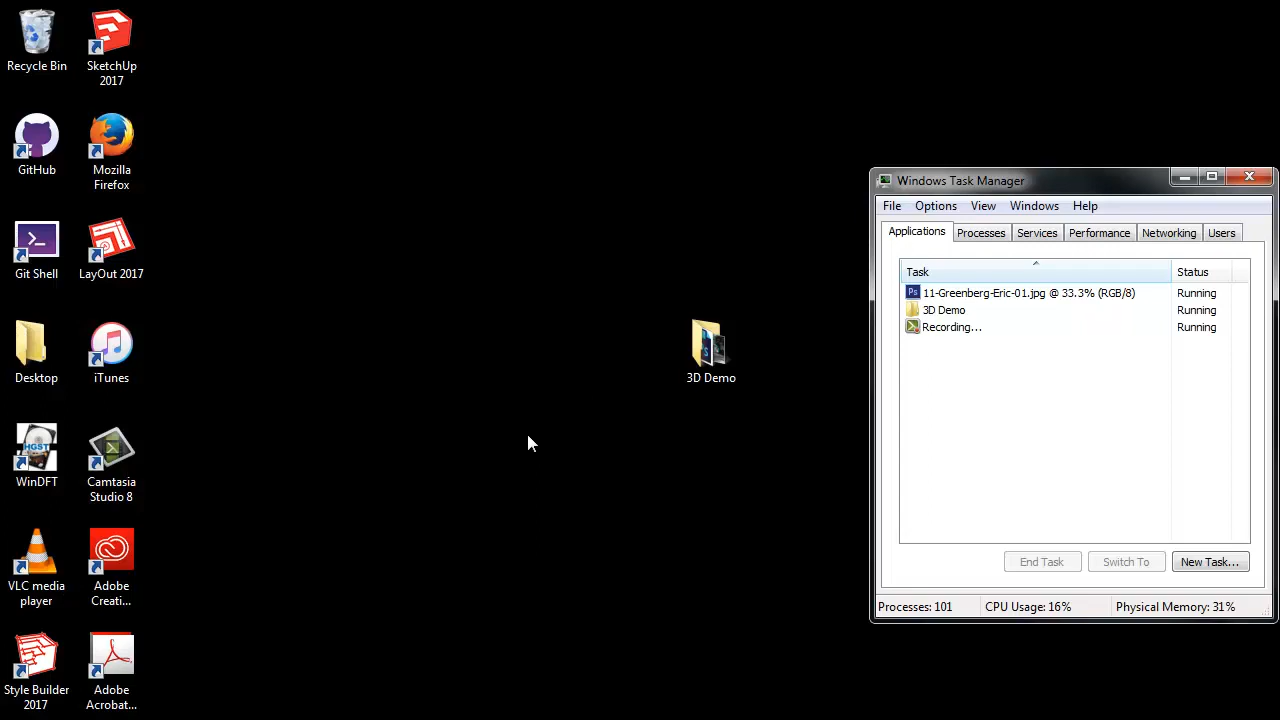 Recycle Bin
SketchUp
2017
GitHub
Mozilla
Firefox
Git Shell
LayOut 2017
Desktop
iTunes
HGST
WinDFT
Camtasia
Studio 8
VLC media
player
Adobe
Creati...
Style Builder
2017
Adobe
Acrobat...
3D Demo
Windows Task Manager
File Options View Windows Help
Applications Processes Services Performance Networking Users
Task Status
Ps 11-Greenberg-Eric-01.jpg @ 33.3% (RGB/8) Running
3D Demo Running
Recording... Running
End Task Switch To New Task...
Processes: 101 CPU Usage: 16% Physical Memory: 31%